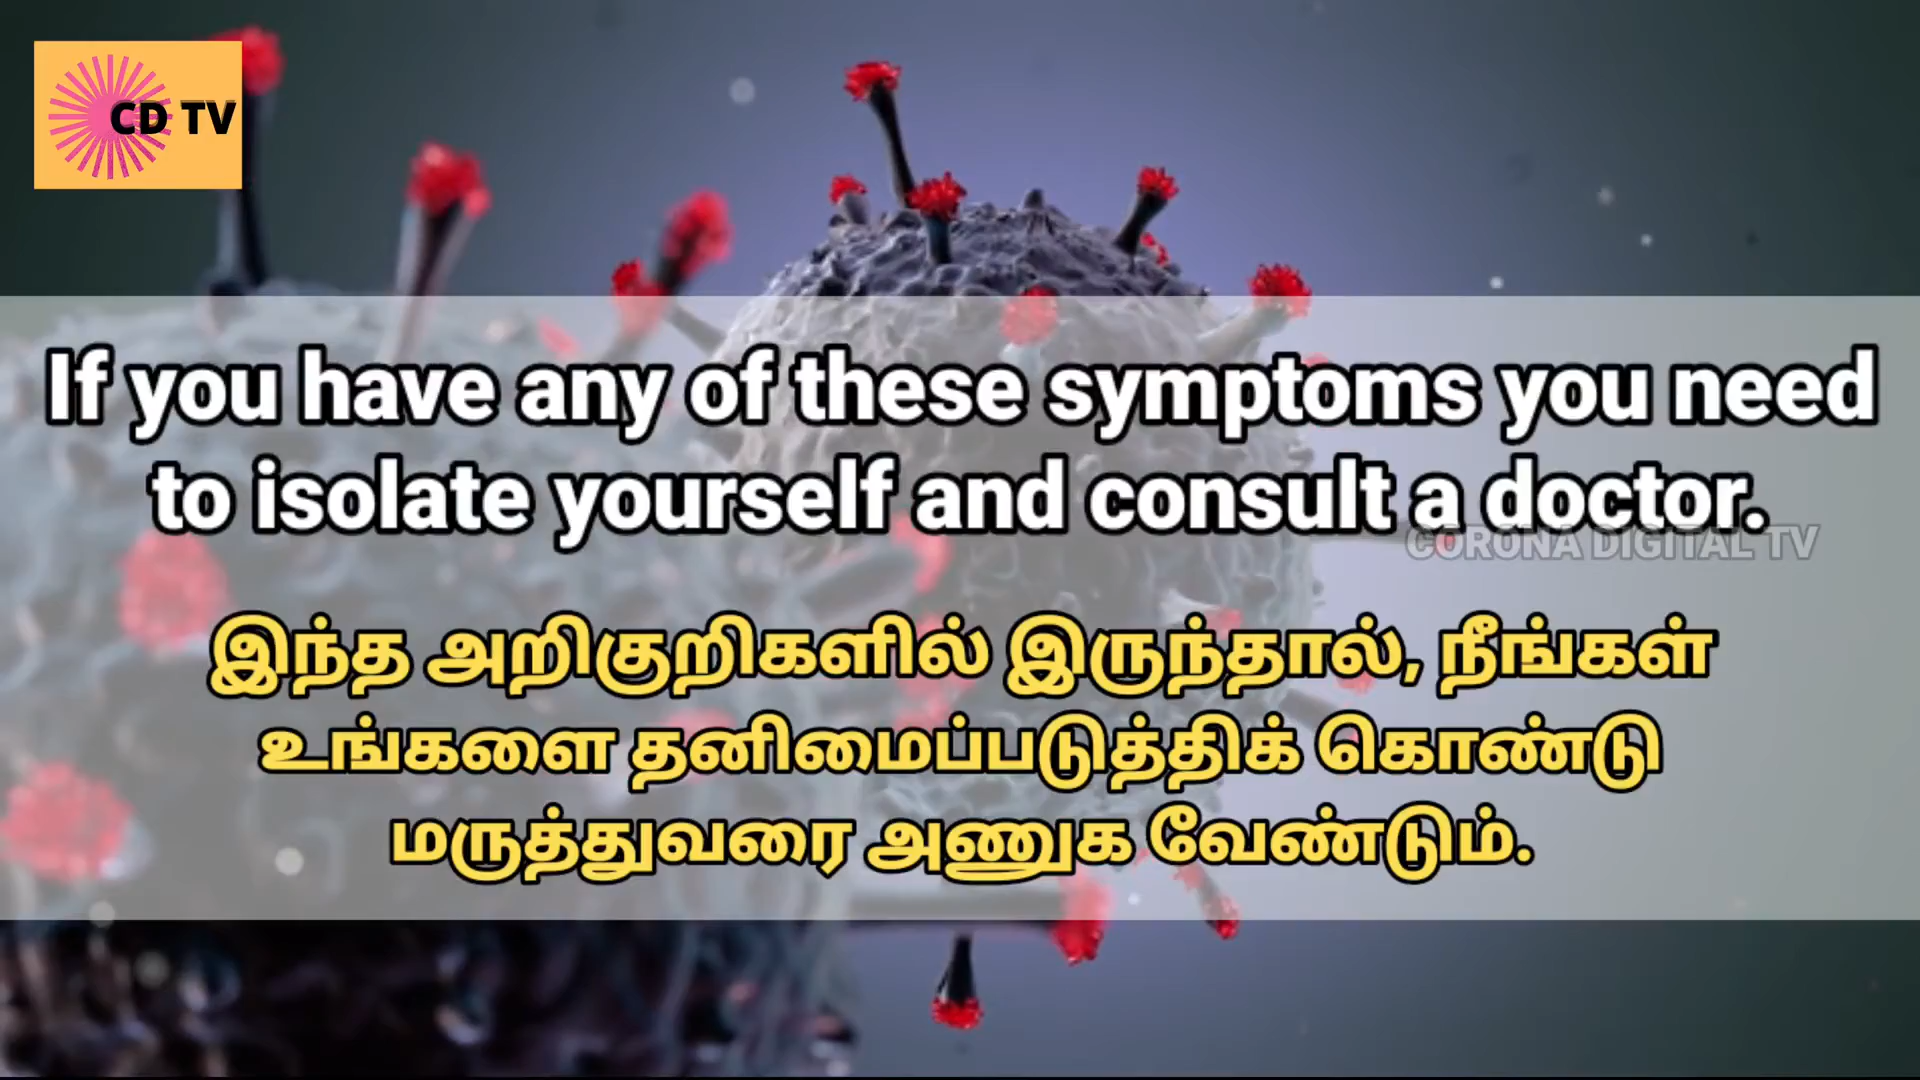 CD TV
If you have any of these symptoms you need
to isolate yourself and consult a doctor.
CORONA DIGITAL TV
இந்த அறிகுறிகளில் இருந்தால், நீங்கள்
உங்களை தனிமைப்படுத்திக் கொண்டு
மருத்துவரை அணுக வேண்டும்.